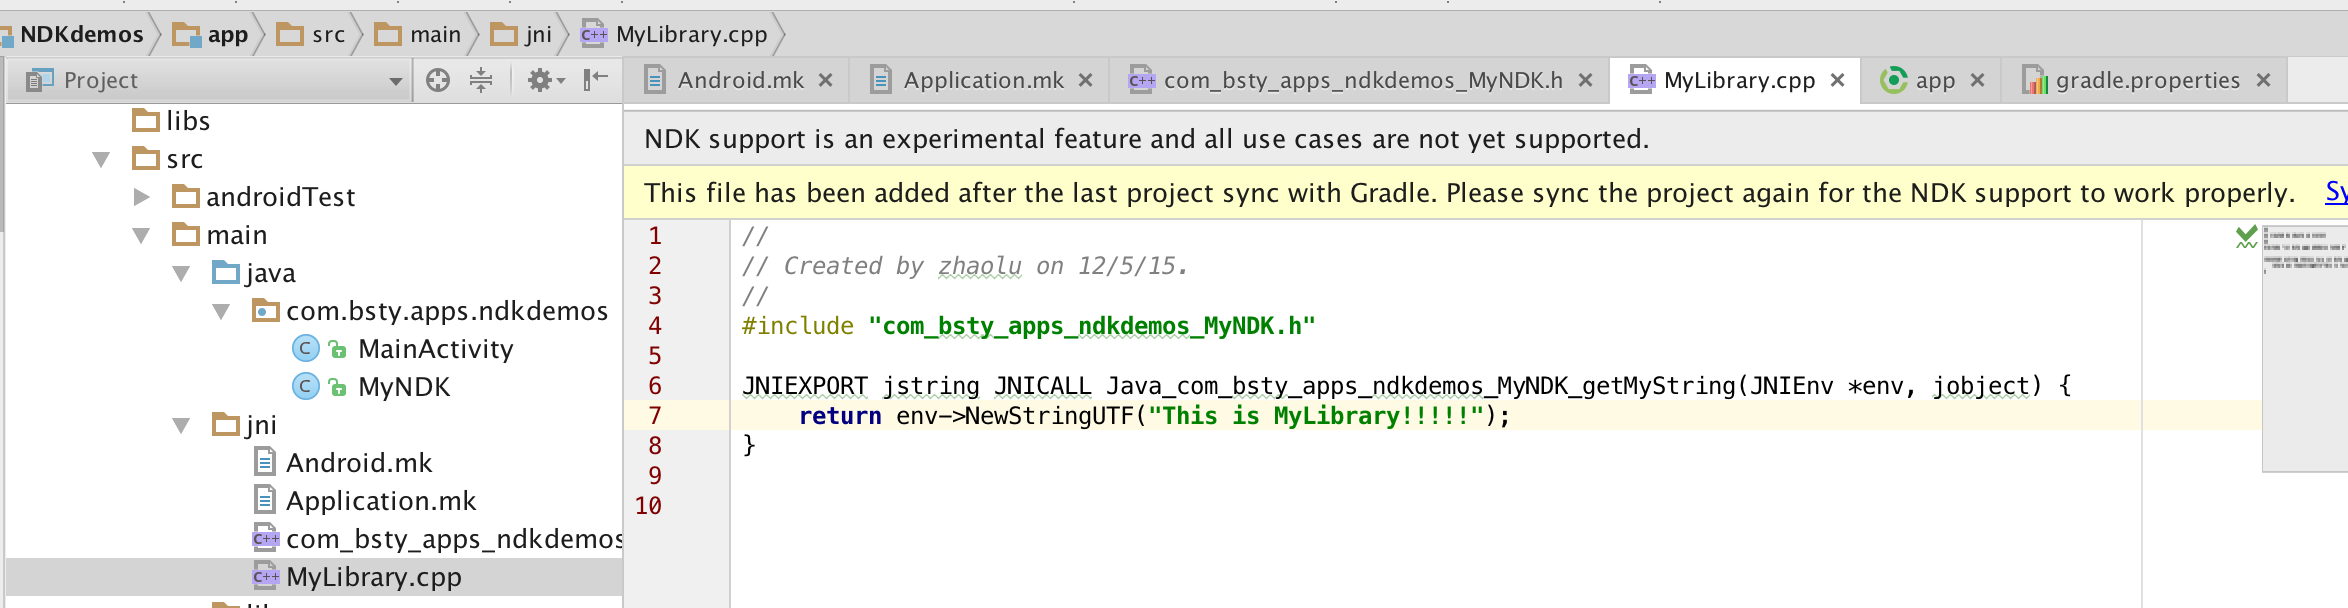 NDKdemos app src main jni MyLibrary.cpp
Project
Android.mk Application.mk com_bsty_apps_ndkdemos_MyNDK.h MyLibrary.cpp app gradle.properties
libs
src
androidTest
main
java
com.bsty.apps.ndkdemos
MainActivity
MyNDK
jni
Android.mk
Application.mk
com_bsty_apps_ndkdemos
MyLibrary.cpp
NDK support is an experimental feature and all use cases are not yet supported.
This file has been added after the last project sync with Gradle. Please sync the project again for the NDK support to work properly. Sy
1 //
2 // Created by zhaolu on 12/5/15.
3 //
4 #include "com_bsty_apps_ndkdemos_MyNDK.h"
5
6 JNIEXPORT jstring JNICALL Java_com_bsty_apps_ndkdemos_MyNDK_getMyString(JNIEnv *env, jobject) {
7 return env->NewStringUTF("This is MyLibrary!!!!!");
8 }
9
10